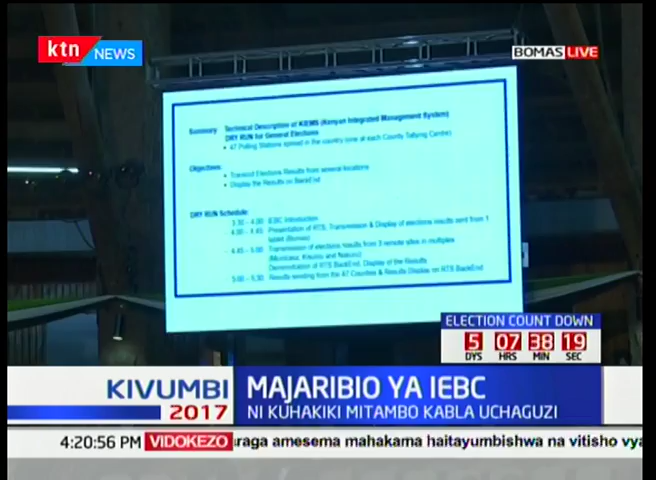 ktn NEWS
BOMAS LIVE
Summary Technical Description of KIEMS (Kenyan Integrated Management System)
DRY RUN for General Elections
• 47 Polling Stations spread in the country (one at each County Tallying Centre)
Objectives:
• Transmit Elections Results from several locations
• Display the Results on BackEnd
DRY RUN Schedule:
3.30 - 4.00 IEBC Introduction
4.00 - 4.45 Presentation of RTS, Transmission & Display of elections results sent from 1
tablet (Bomas)
- 4.45 - 5.00 Transmission of elections results from 3 remote sites in multiplex
(Mombasa, Kisumu and Nakuru)
Demonstration of RTS BackEnd, Display of the Results
5.00 - 5.30 Results sending from the 47 Counties & Results Display on RTS BackEnd
ELECTION COUNT DOWN
5 07 38 19
DYS HRS MIN SEC
KIVUMBI
2017
MAJARIBIO YA IEBC
NI KUHAKIKI MITAMBO KABLA UCHAGUZI
4:20:56 PM VIDOKEZO araga amesema mahakama haitayumbishwa na vitisho vya